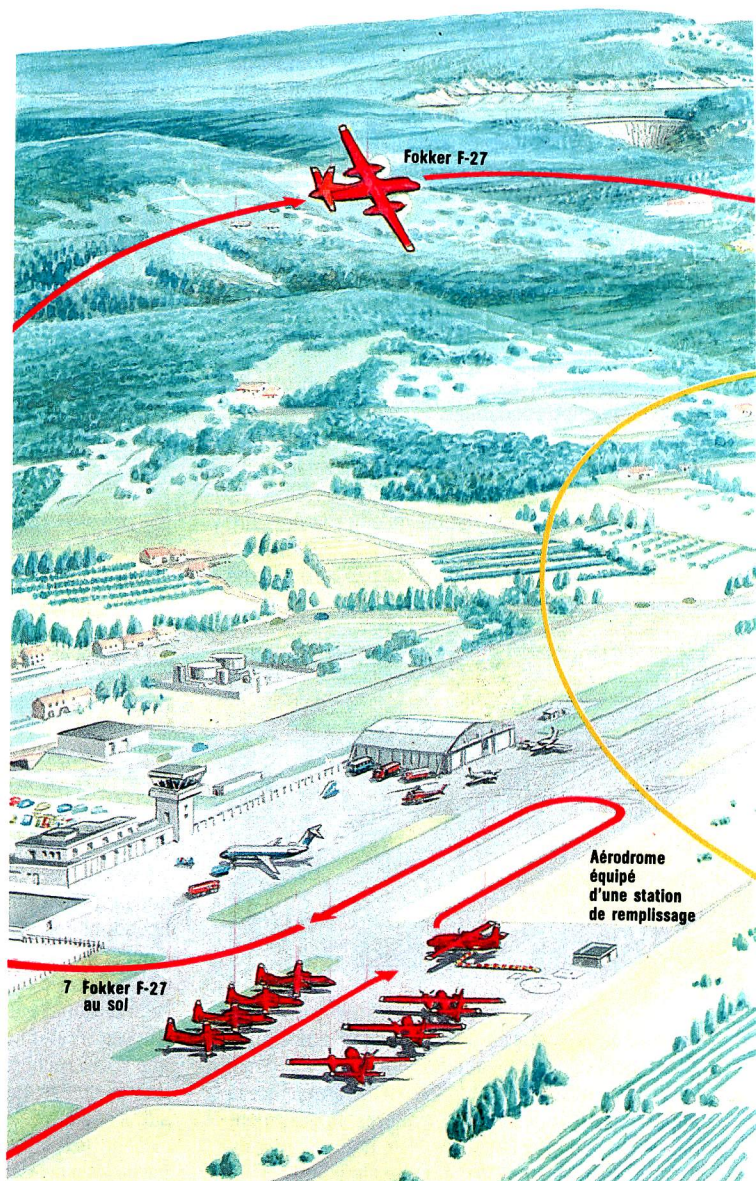 Fokker F-27
Aérodrome
équipé
d'une station
de remplissage
7 Fokker F-27
au sol